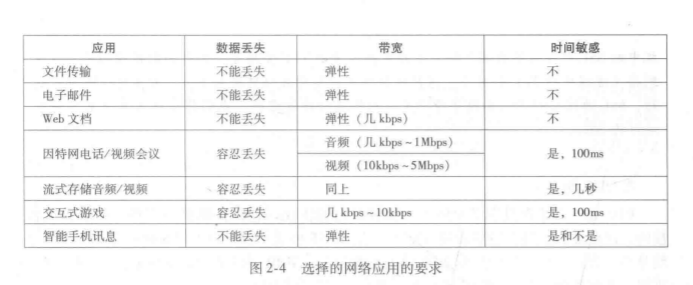 应用 数据丢失 带宽 时间敏感
文件传输 不能丢失 弹性 不
电子邮件 不能丢失 弹性 不
Web 文档 不能丢失 弹性（几 kbps） 不
因特网电话/视频会议 容忍丢失 音频（几 kbps ~ 1Mbps） 是，100ms
视频（10kbps ~ 5Mbps）
流式存储音频/视频 容忍丢失 同上 是，几秒
交互式游戏 容忍丢失 几 kbps ~ 10kbps 是，100ms
智能手机讯息 不能丢失 弹性 是和不是
图 2-4 选择的网络应用的要求